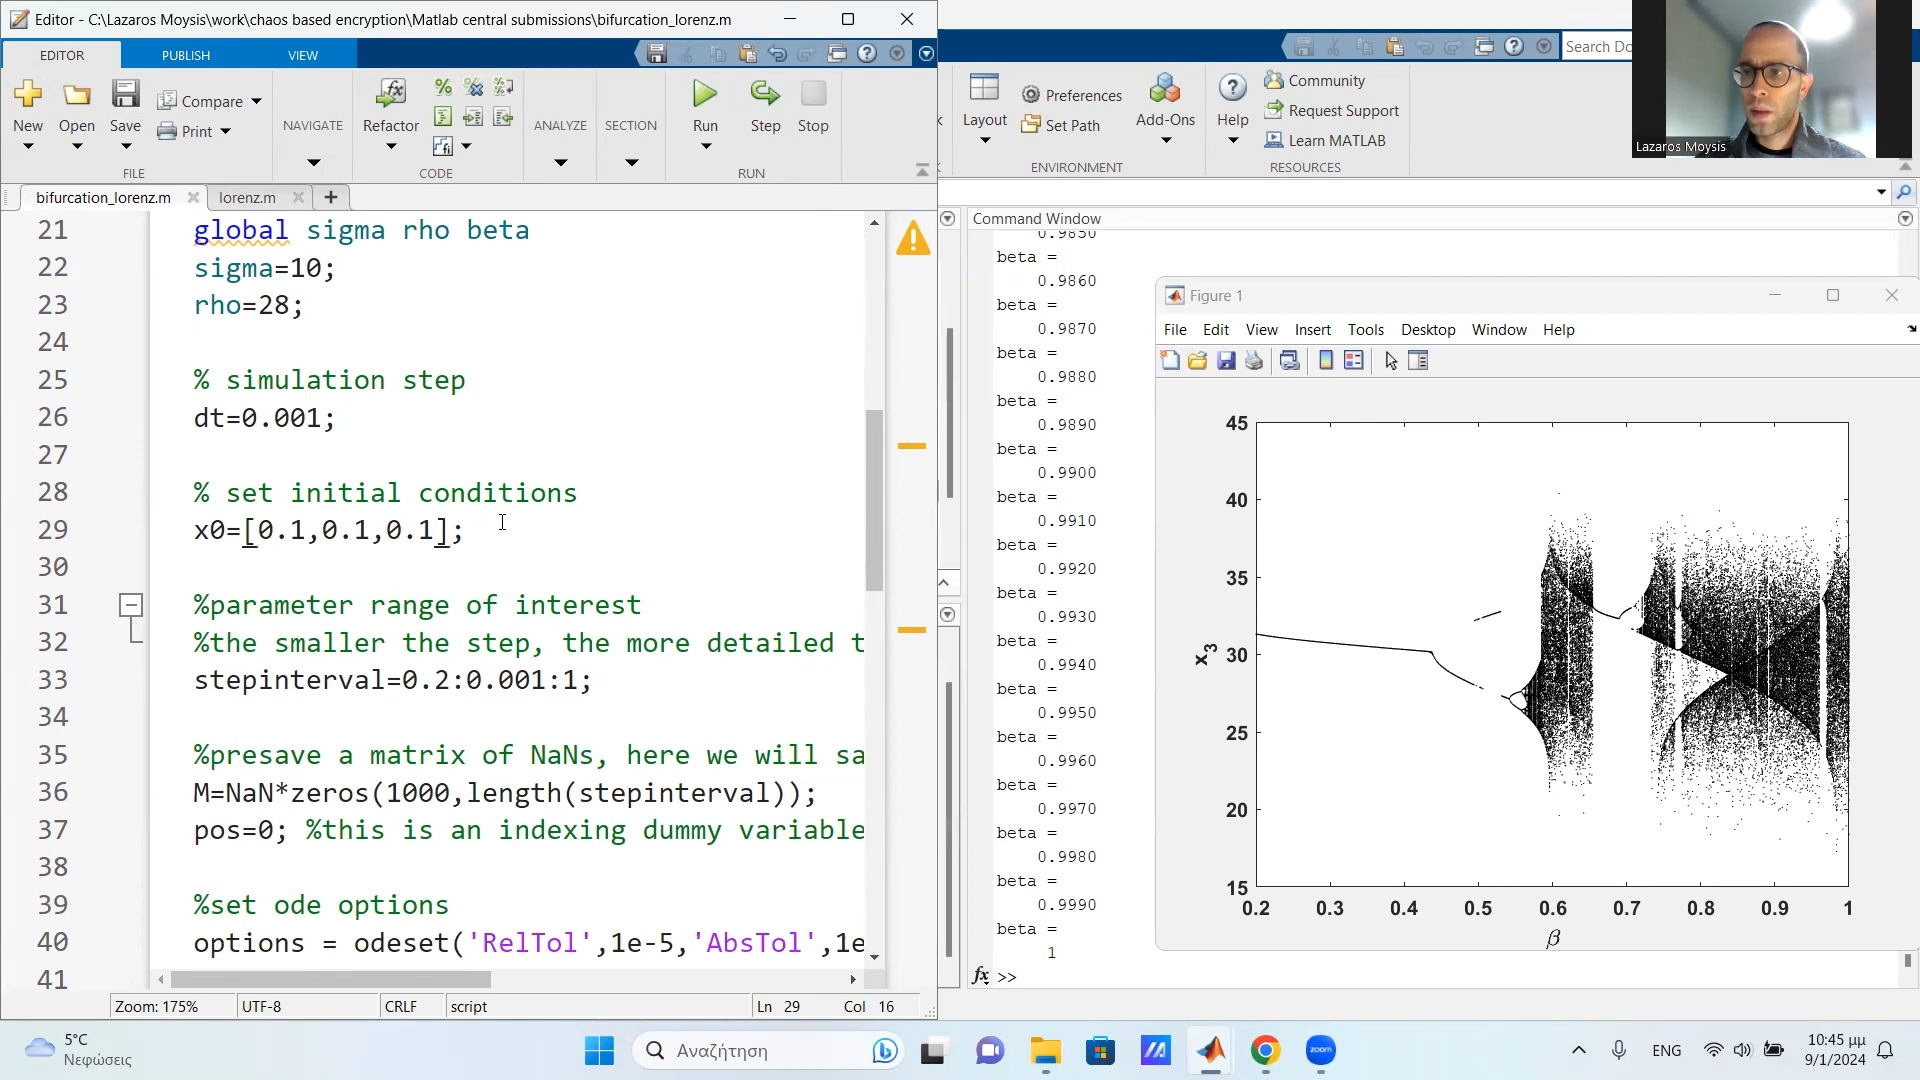 Editor - C:\Lazaros Moysis\work\chaos based encryption\Matlab central submissions\bifurcation_lorenz.m
EDITOR PUBLISH VIEW
Search Do
New Open Save Compare Print
NAVIGATE
Refactor
ANALYZE SECTION
Run Step Stop
FILE CODE RUN
Layout Preferences Set Path Add-Ons
Help Community Request Support Learn MATLAB
ENVIRONMENT RESOURCES
Lazaros Moysis
bifurcation_lorenz.m lorenz.m
21 global sigma rho beta
22 sigma=10;
23 rho=28;
24
25 % simulation step
26 dt=0.001;
27
28 % set initial conditions
29 x0=[0.1,0.1,0.1];
30
31 %parameter range of interest
32 %the smaller the step, the more detailed t
33 stepinterval=0.2:0.001:1;
34
35 %presave a matrix of NaNs, here we will sa
36 M=NaN*zeros(1000,length(stepinterval));
37 pos=0; %this is an indexing dummy variable
38
39 %set ode options
40 options = odeset('RelTol',1e-5,'AbsTol',1e
41
Zoom: 175% UTF-8 CRLF script Ln 29 Col 16
Command Window
0.9850
beta =
0.9860
beta =
0.9870
beta =
0.9880
beta =
0.9890
beta =
0.9900
beta =
0.9910
beta =
0.9920
beta =
0.9930
beta =
0.9940
beta =
0.9950
beta =
0.9960
beta =
0.9970
beta =
0.9980
beta =
0.9990
beta =
1
fx >>
Figure 1
File Edit View Insert Tools Desktop Window Help
45
40
35
x3 30
25
20
15
0.2 0.3 0.4 0.5 0.6 0.7 0.8 0.9 1
β
5°C
Νεφώσεις
Αναζήτηση
zoom
ENG
10:45 μμ
9/1/2024